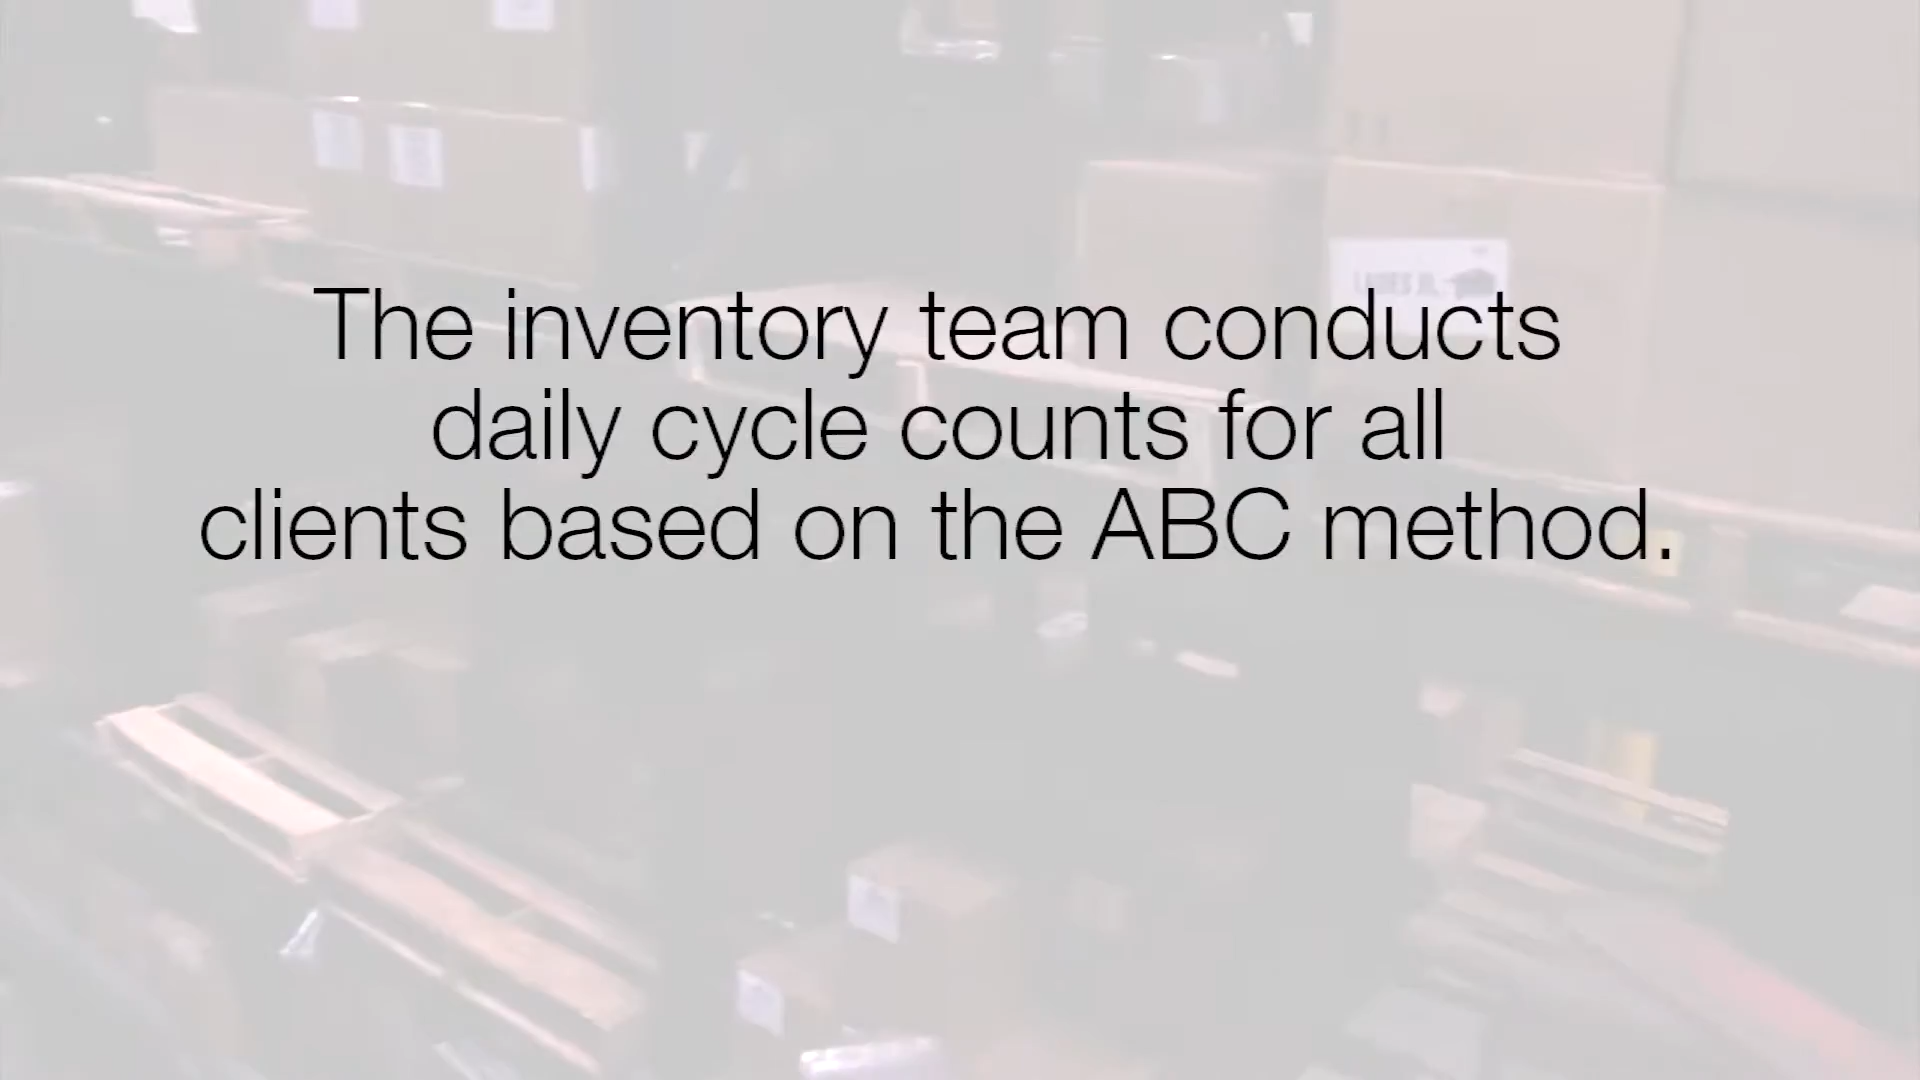 The inventory team conducts
daily cycle counts for all
clients based on the ABC method.